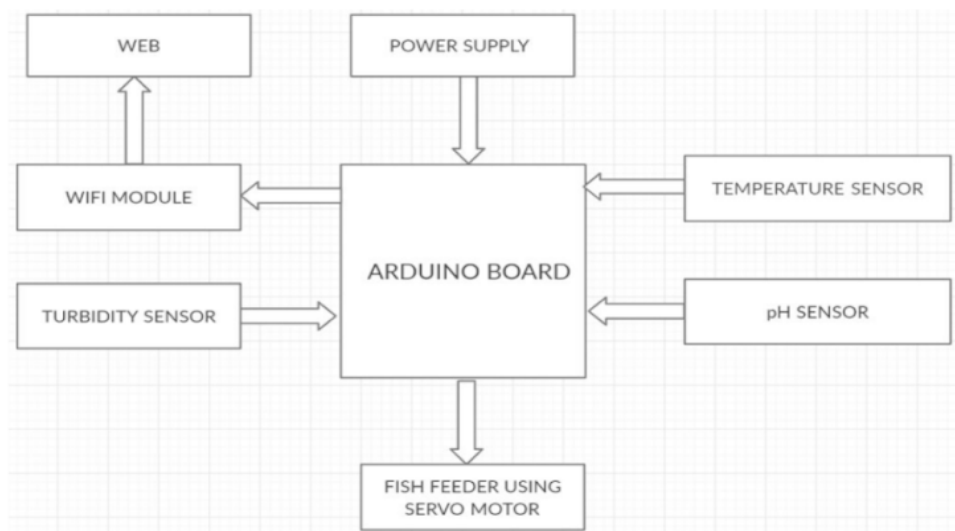 WEB
POWER SUPPLY
WIFI MODULE
TEMPERATURE SENSOR
ARDUINO BOARD
TURBIDITY SENSOR
pH SENSOR
FISH FEEDER USING
SERVO MOTOR